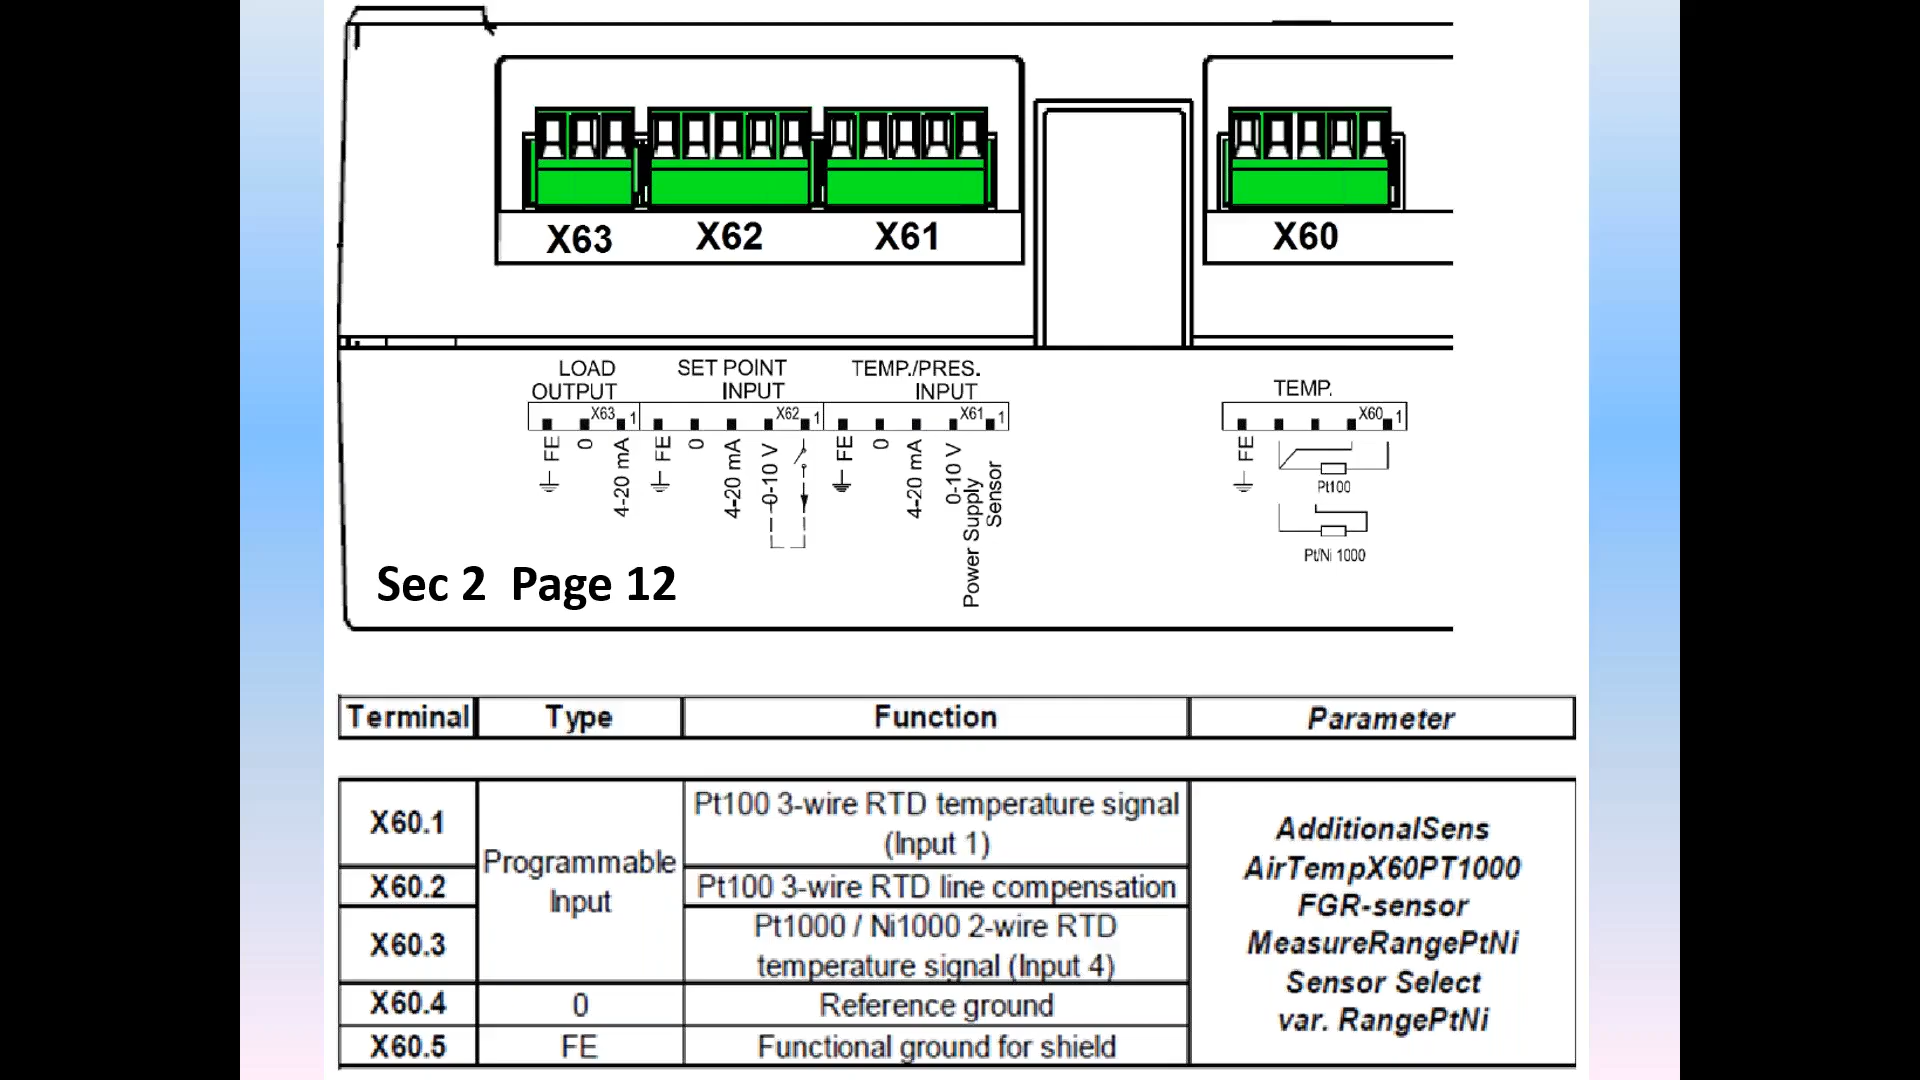 X63 X62 X61 X60
LOAD
OUTPUT
SET POINT
INPUT
TEMP./PRES.
INPUT
TEMP.
X63 1
X62 1
X61 1
X60 1
FE
0
4-20 mA
FE
0
4-20 mA
0-10 V
FE
0
4-20 mA
0-10 V
Power Supply
Sensor
FE
Pt100
Pt/Ni 1000
Sec 2 Page 12
Terminal Type Function Parameter
X60.1
Programmable
Input
Pt100 3-wire RTD temperature signal
(Input 1)
X60.2
Pt100 3-wire RTD line compensation
X60.3
Pt1000 / Ni1000 2-wire RTD
temperature signal (Input 4)
X60.4 0 Reference ground
X60.5 FE Functional ground for shield
AdditionalSens
AirTempX60PT1000
FGR-sensor
MeasureRangePtNi
Sensor Select
var. RangePtNi